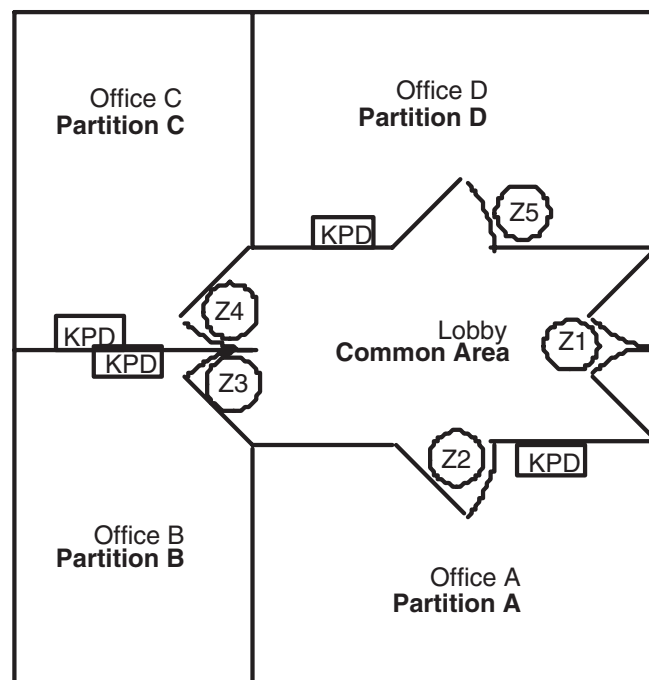 Office C
Partition C
Office D
Partition D
Z5
KPD
Z4
KPD
KPD
Z3
Lobby
Common Area
Z1
Z2
KPD
Office B
Partition B
Office A
Partition A